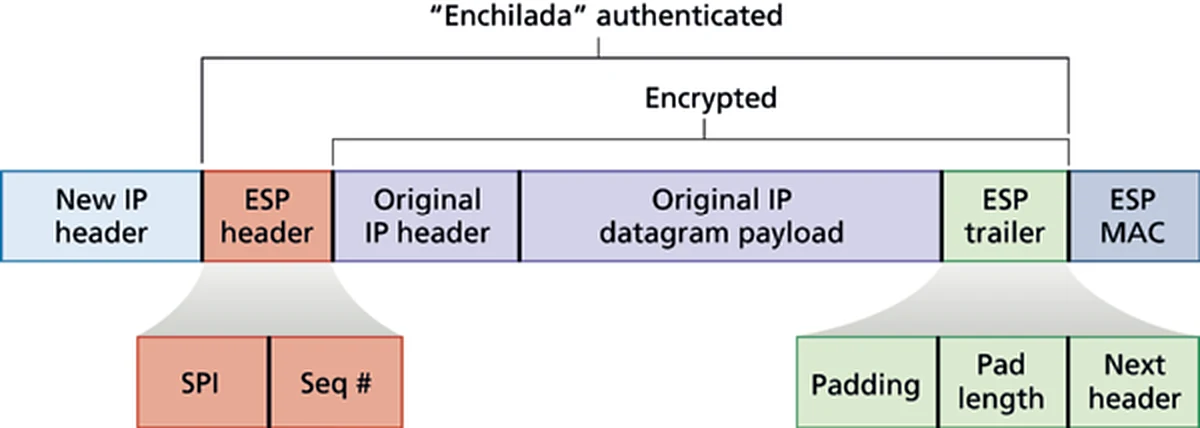 “Enchilada” authenticated
Encrypted
New IP
header
ESP
header
Original
IP header
Original IP
datagram payload
ESP
trailer
ESP
MAC
SPI
Seq #
Padding
Pad
length
Next
header